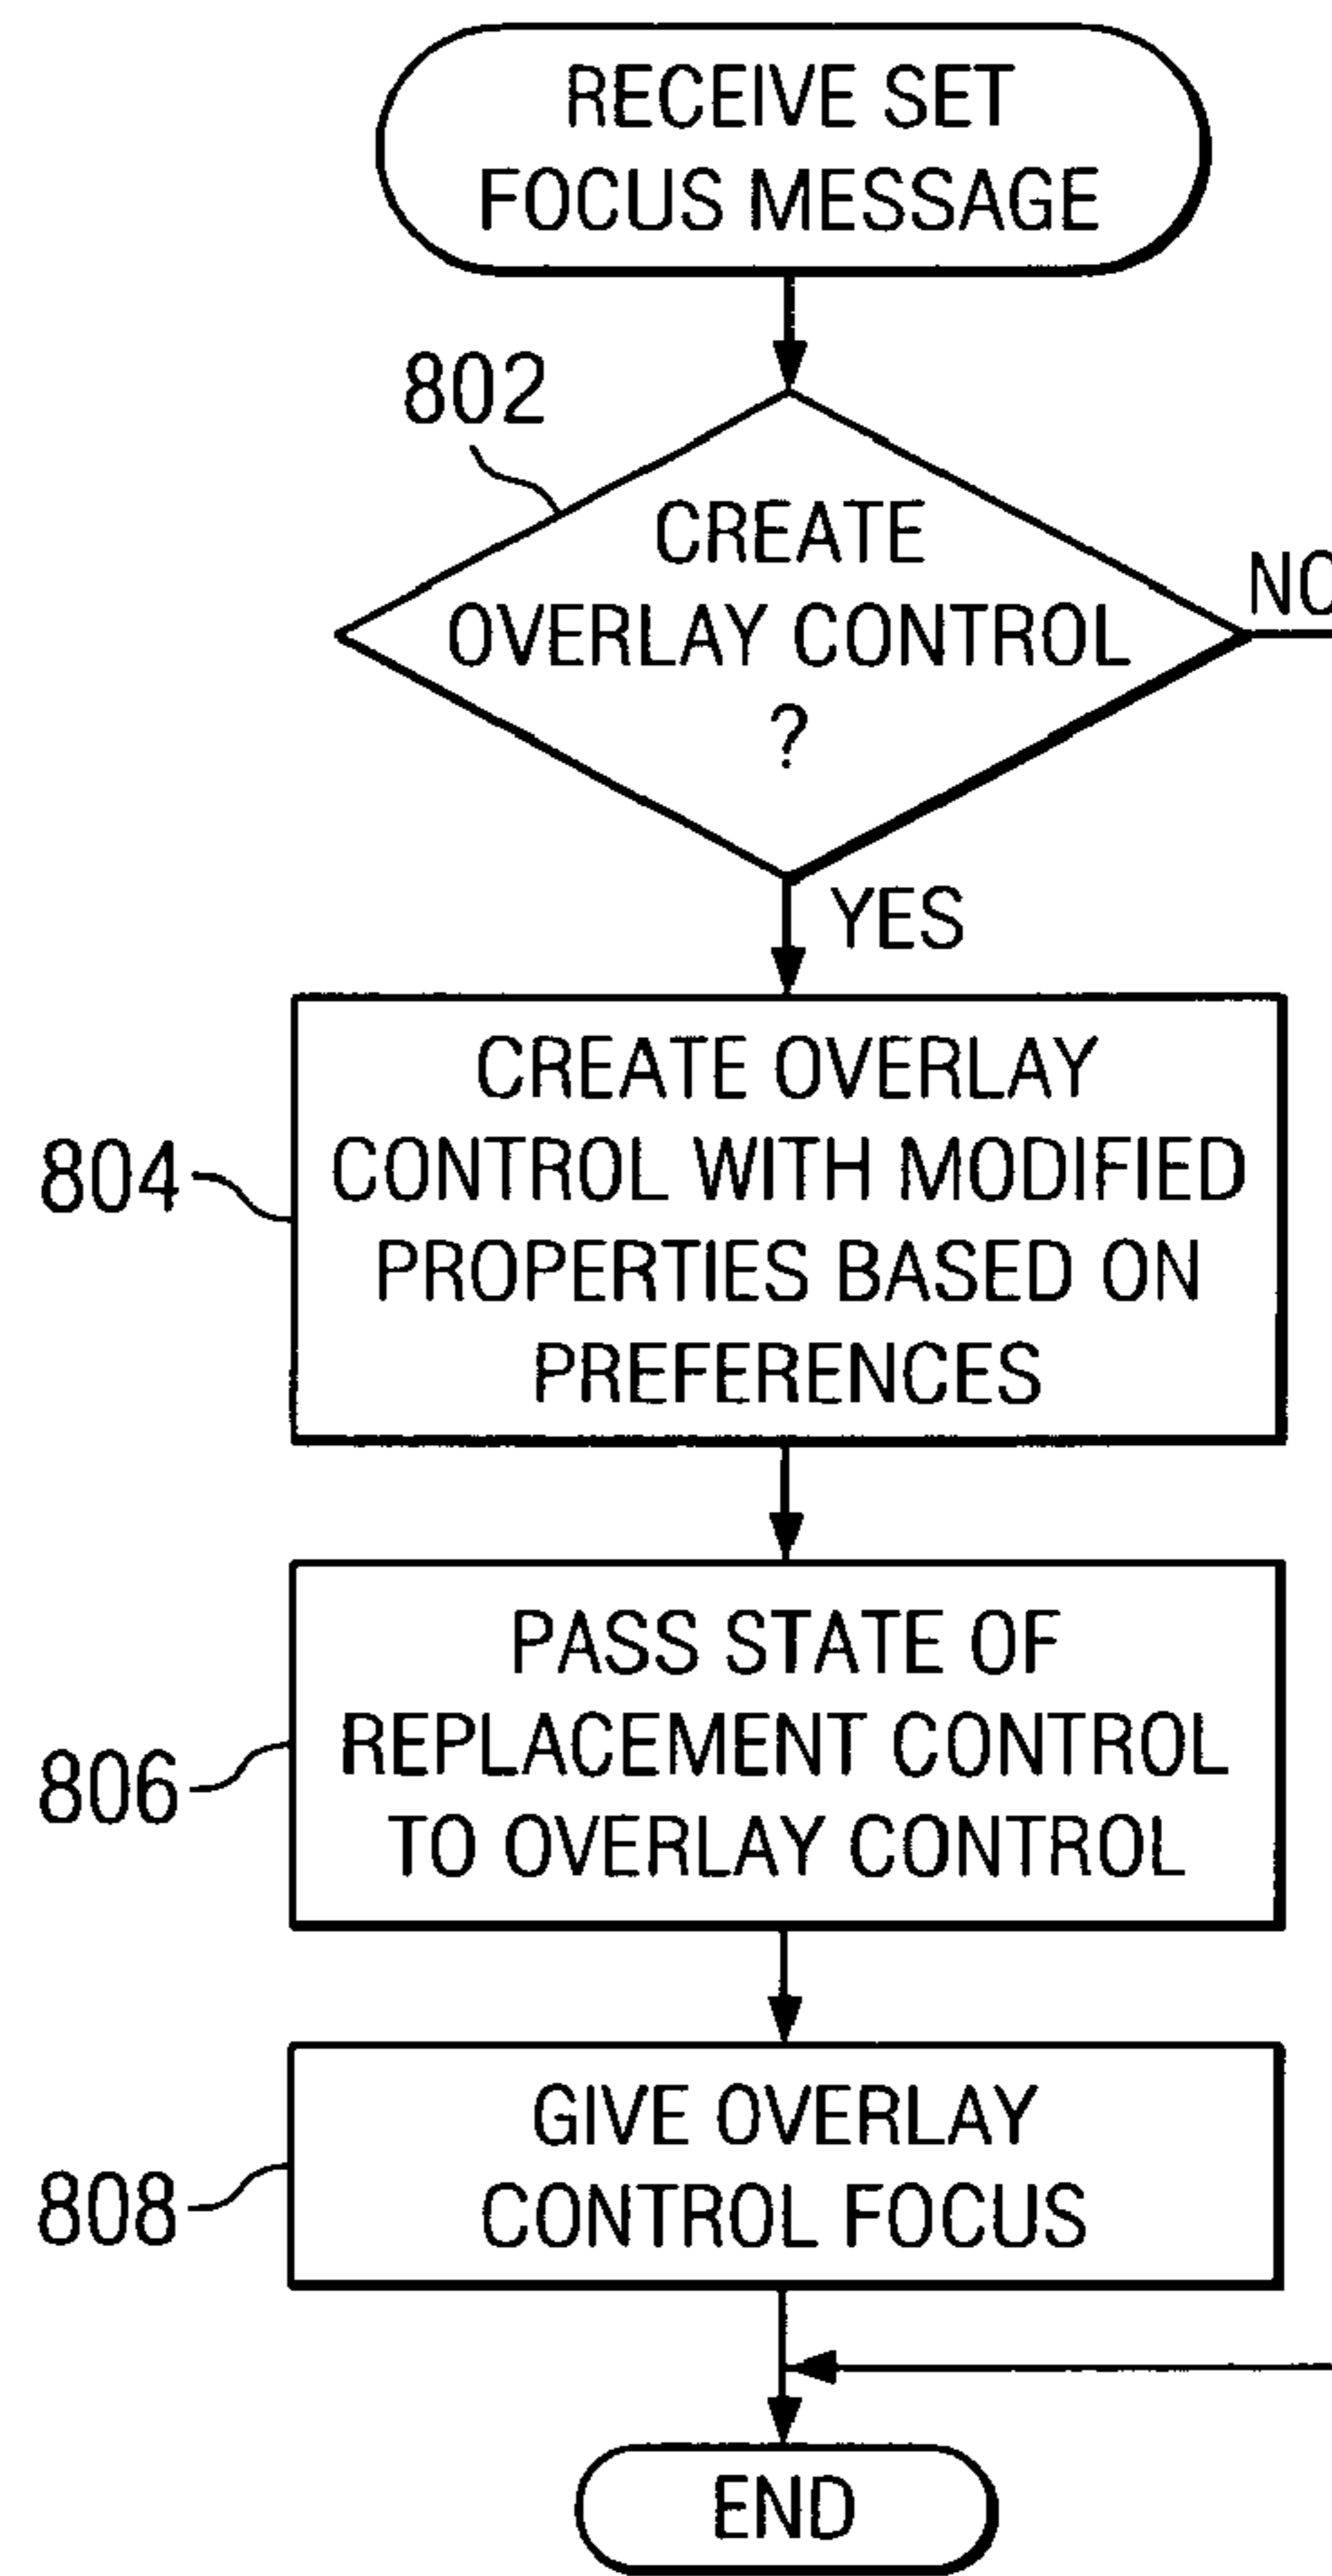 RECEIVE SET
FOCUS MESSAGE
802
CREATE
OVERLAY CONTROL
?
NO
YES
804
CREATE OVERLAY
CONTROL WITH MODIFIED
PROPERTIES BASED ON
PREFERENCES
806
PASS STATE OF
REPLACEMENT CONTROL
TO OVERLAY CONTROL
808
GIVE OVERLAY
CONTROL FOCUS
END